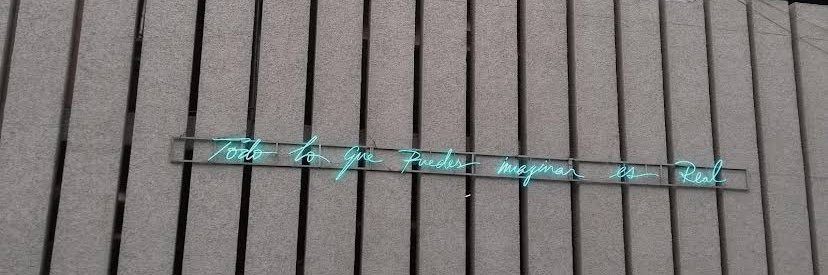 Todo lo que Puedes imaginar es Real